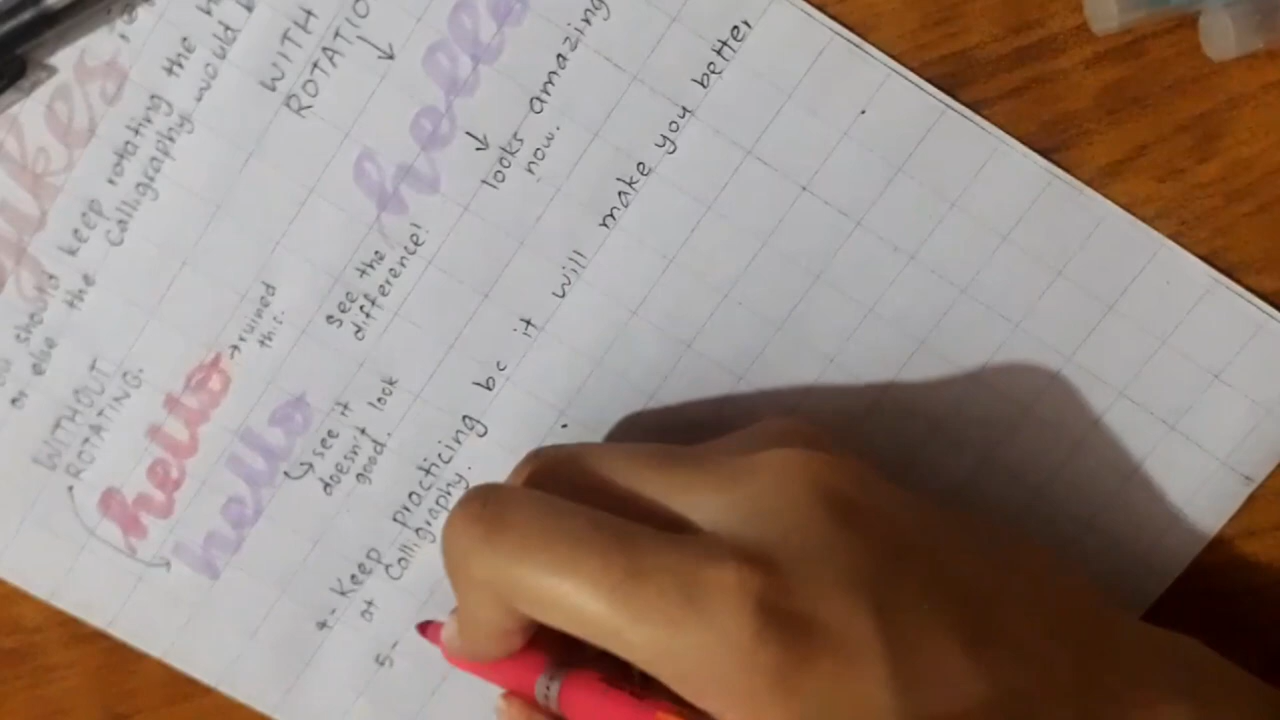 should keep rotating the
or else the calligraphy would
WITHOUT
ROTATING.
hello
→ruined
this.
hello
see it
doesn't look
good.
WITH
hello
See the
difference!
looks amazing
now.
4- Keep practicing bc it will make you better
at Calligraphy.
5-